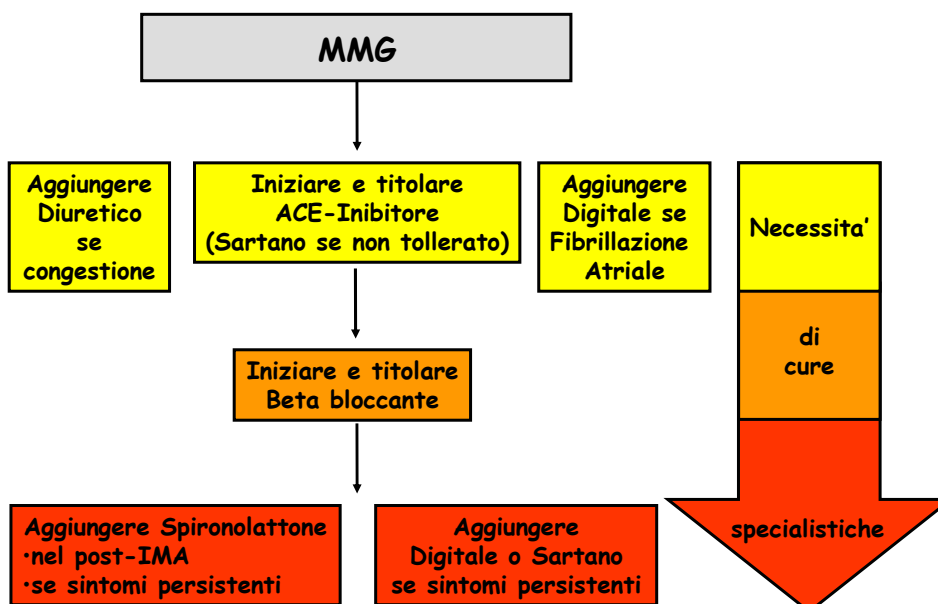 MMG
Aggiungere
Diuretico
se
congestione
Iniziare e titolare
ACE-Inibitore
(Sartano se non tollerato)
Aggiungere
Digitale se
Fibrillazione
Atriale
Necessita’
di
cure
specialistiche
Iniziare e titolare
Beta bloccante
Aggiungere Spironolattone
•nel post-IMA
•se sintomi persistenti
Aggiungere
Digitale o Sartano
se sintomi persistenti